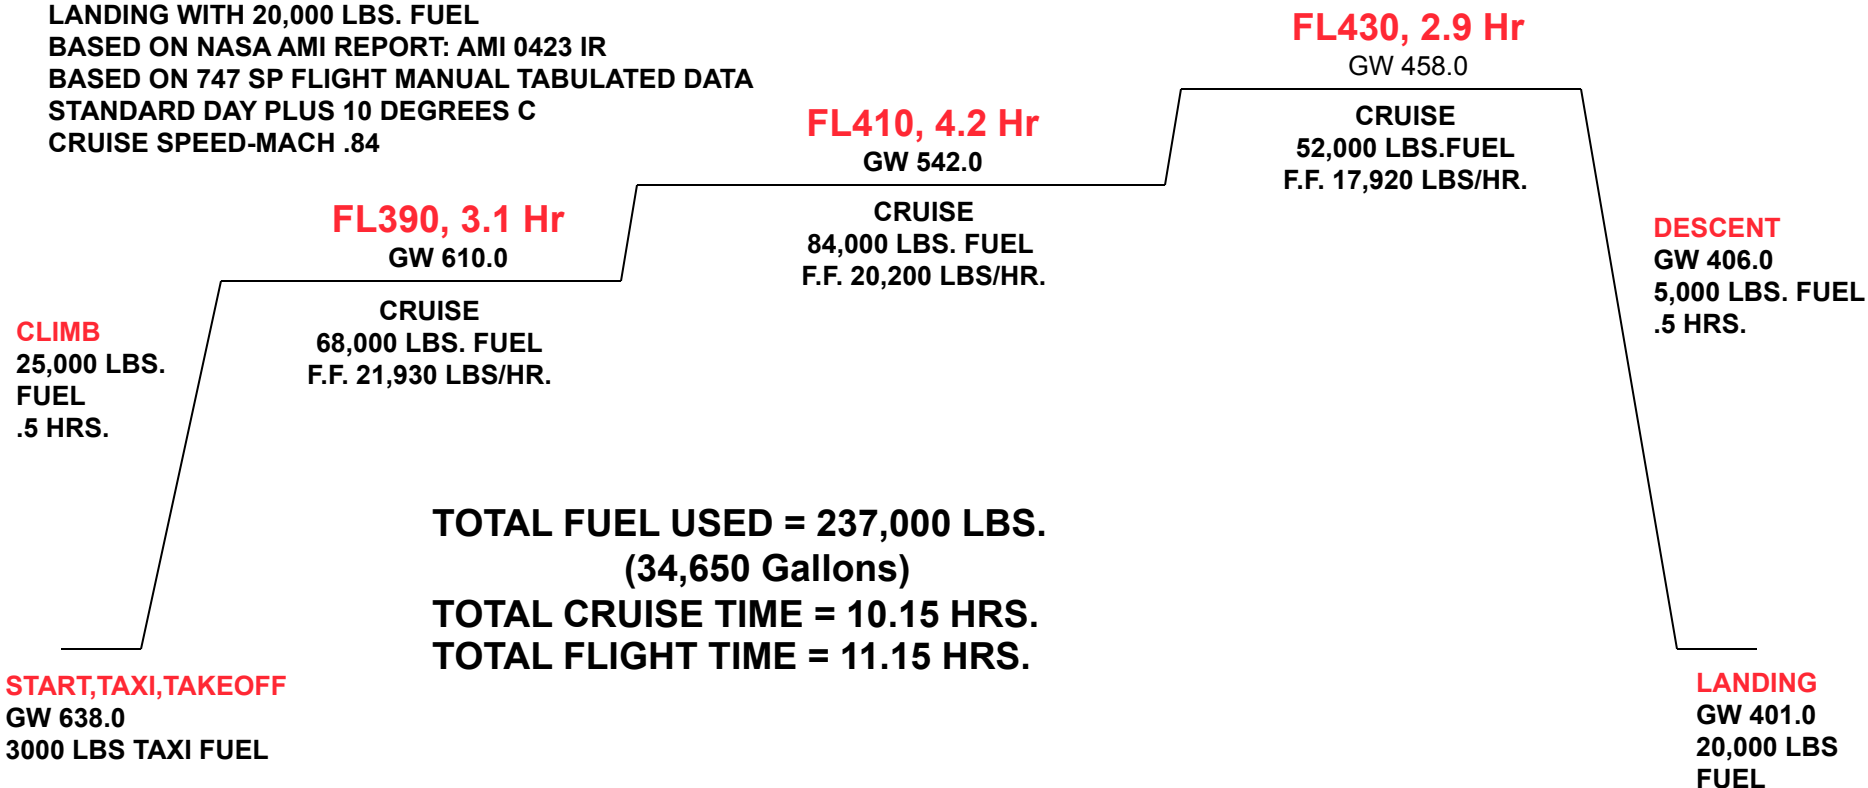 LANDING WITH 20,000 LBS. FUEL
BASED ON NASA AMI REPORT: AMI 0423 IR
BASED ON 747 SP FLIGHT MANUAL TABULATED DATA
STANDARD DAY PLUS 10 DEGREES C
CRUISE SPEED-MACH .84
FL390, 3.1 Hr
GW 610.0
CRUISE
68,000 LBS. FUEL
F.F. 21,930 LBS/HR.
FL410, 4.2 Hr
GW 542.0
CRUISE
84,000 LBS. FUEL
F.F. 20,200 LBS/HR.
FL430, 2.9 Hr
GW 458.0
CRUISE
52,000 LBS.FUEL
F.F. 17,920 LBS/HR.
CLIMB
25,000 LBS.
FUEL
.5 HRS.
DESCENT
GW 406.0
5,000 LBS. FUEL
.5 HRS.
TOTAL FUEL USED = 237,000 LBS.
(34,650 Gallons)
TOTAL CRUISE TIME = 10.15 HRS.
TOTAL FLIGHT TIME = 11.15 HRS.
START,TAXI,TAKEOFF
GW 638.0
3000 LBS TAXI FUEL
LANDING
GW 401.0
20,000 LBS
FUEL